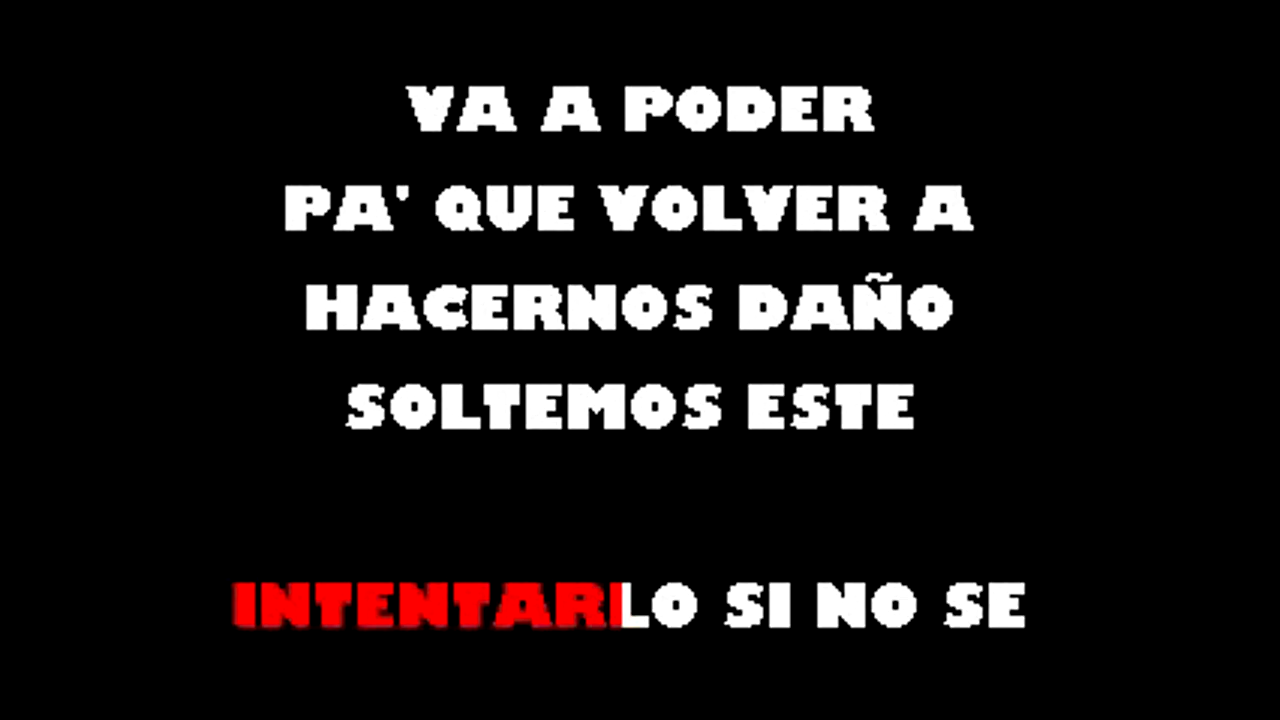 VA A PODER
PA' QUE VOLVER A
HACERNOS DAÑO
SOLTEMOS ESTE
INTENTARLO SI NO SE